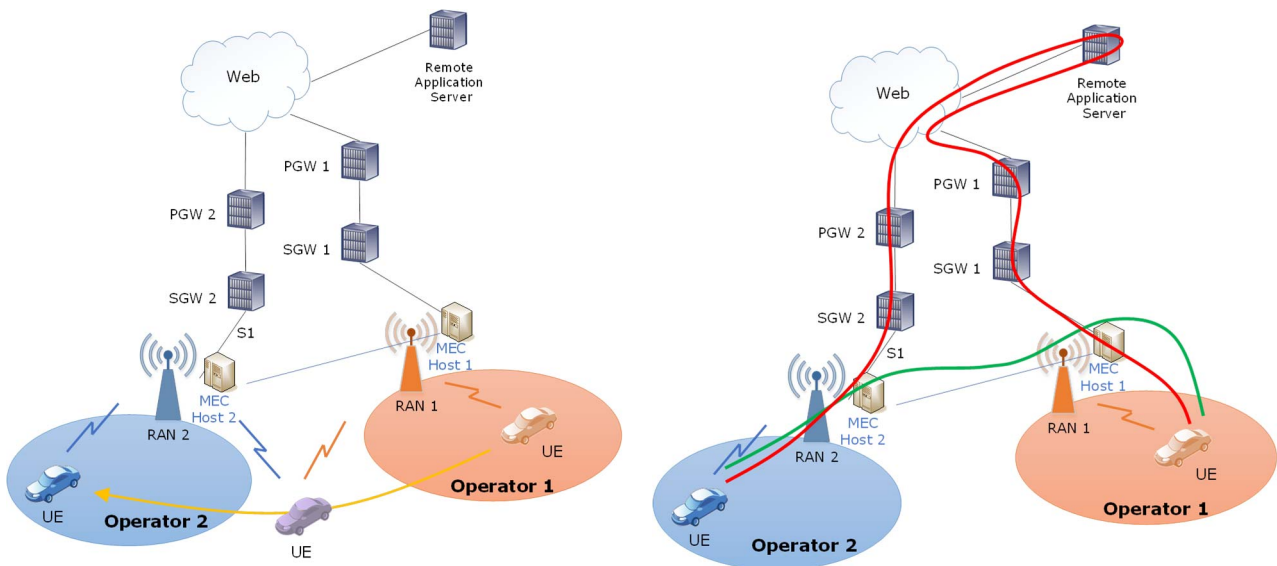 Web
Remote
Application
Server
PGW 1
PGW 2
SGW 1
SGW 2
S1
MEC
Host 1
MEC
Host 2
RAN 1
RAN 2
UE
Operator 1
UE
Operator 2
UE
Web
Remote
Application
Server
PGW 1
PGW 2
SGW 1
SGW 2
S1
MEC
Host 1
MEC
Host 2
RAN 1
RAN 2
UE
Operator 1
UE
Operator 2